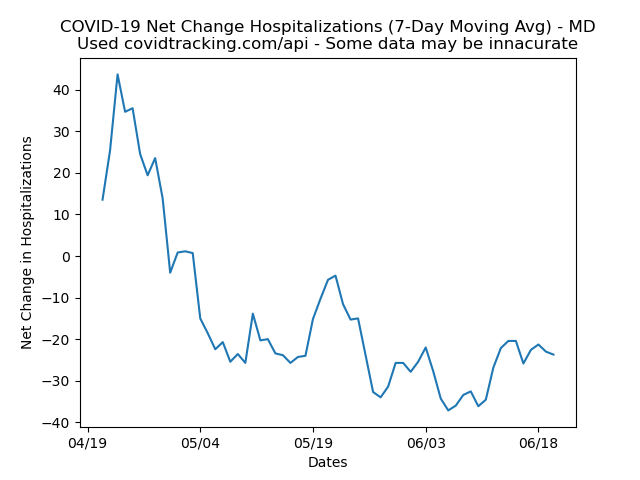 COVID-19 Net Change Hospitalizations (7-Day Moving Avg) - MD
Used covidtracking.com/api - Some data may be innacurate
40
30
20
10
0
−10
−20
−30
−40
Net Change in Hospitalizations
04/19 05/04 05/19 06/03 06/18
Dates